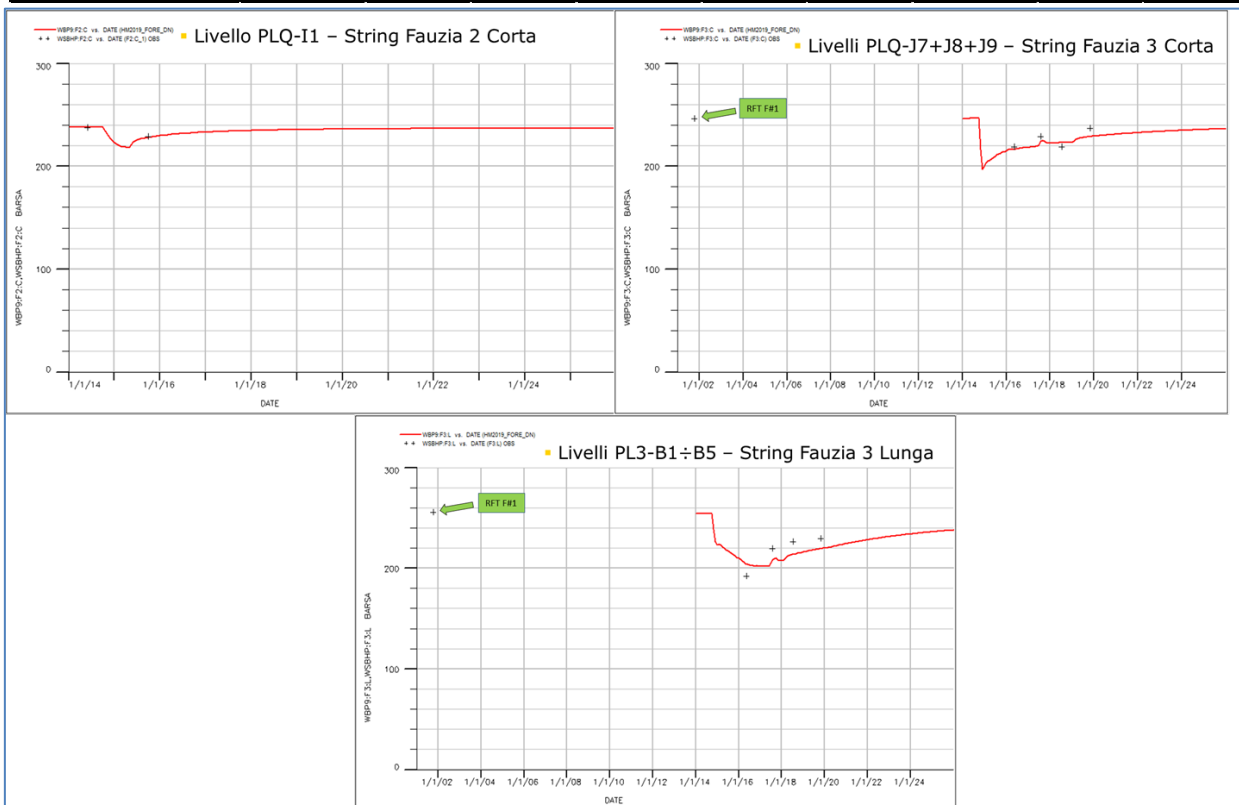 WBP9:F2:C vs. DATE (HM2019_FORE_DN)
+ + WSBHP:F2:C vs. DATE (F2:C_1) OBS
Livello PLQ-I1 – String Fauzia 2 Corta
300
200
100
0
WBP9:F2:C,WSBHP:F2:C BARSA
1/1/14 1/1/16 1/1/18 1/1/20 1/1/22 1/1/24
DATE
WBP9:F3:C vs. DATE (HM2019_FORE_DN)
+ + WSBHP:F3:C vs. DATE (F3:C) OBS
Livelli PLQ-J7+J8+J9 – String Fauzia 3 Corta
RFT F#1
300
200
100
0
WBP9:F3:C,WSBHP:F3:C BARSA
1/1/02 1/1/04 1/1/06 1/1/08 1/1/10 1/1/12 1/1/14 1/1/16 1/1/18 1/1/20 1/1/22 1/1/24
DATE
WBP9:F3:L vs. DATE (HM2019_FORE_DN)
+ + WSBHP:F3:L vs. DATE (F3:L) OBS
Livelli PL3-B1÷B5 – String Fauzia 3 Lunga
RFT F#1
300
200
100
0
WBP9:F3:L,WSBHP:F3:L BARSA
1/1/02 1/1/04 1/1/06 1/1/08 1/1/10 1/1/12 1/1/14 1/1/16 1/1/18 1/1/20 1/1/22 1/1/24
DATE